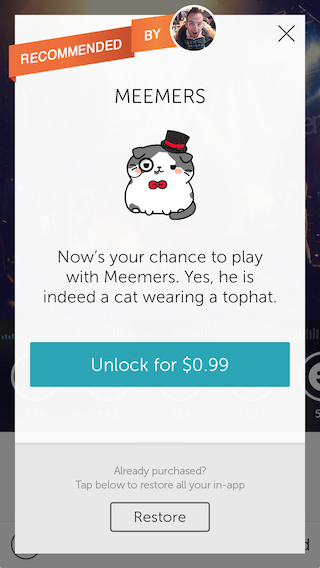 RECOMMENDED BY
MEEMERS
Now's your chance to play
with Meemers. Yes, he is
indeed a cat wearing a tophat.
Unlock for $0.99
Already purchased?
Tap below to restore all your in-app
Restore